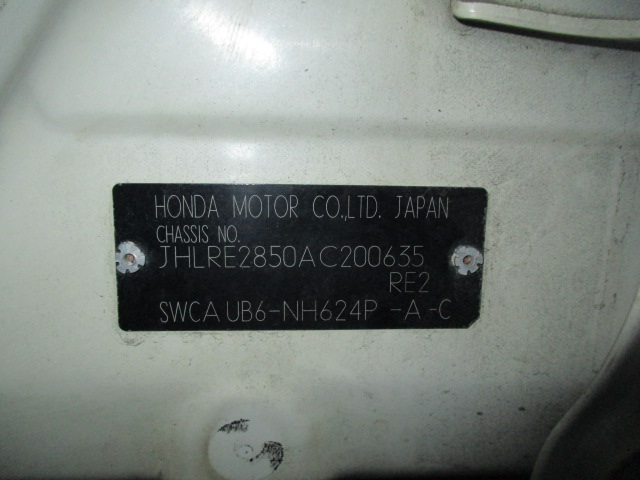 HONDA MOTOR CO.,LTD. JAPAN
CHASSIS NO.
JHLRE2850AC200635
RE2
SWCA UB6-NH624P -A -C